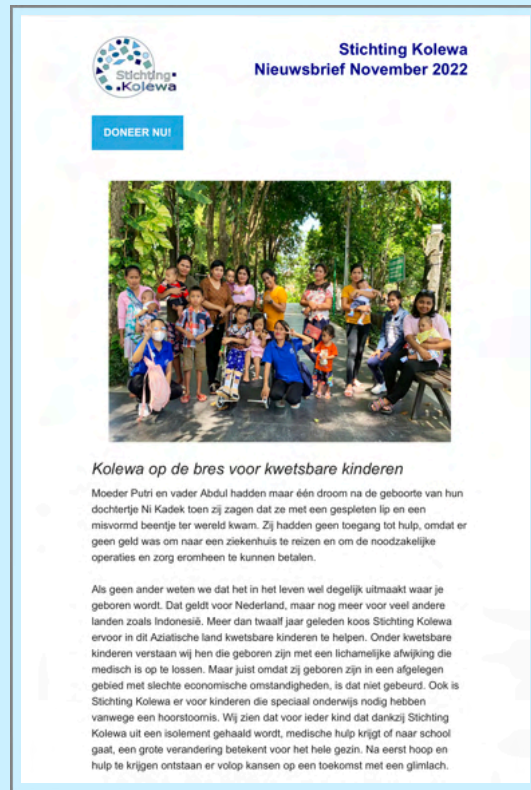 Stichting
Kolewa
Stichting Kolewa
Nieuwsbrief November 2022
DONEER NU!
Kolewa op de bres voor kwetsbare kinderen
Moeder Putri en vader Abdul hadden maar één droom na de geboorte van hun
dochtertje Ni Kadek toen zij zagen dat ze met een gespleten lip en een
misvormd beentje ter wereld kwam. Zij hadden geen toegang tot hulp, omdat er
geen geld was om naar een ziekenhuis te reizen en om de noodzakelijke
operaties en zorg eromheen te kunnen betalen.
Als geen ander weten we dat het in het leven wel degelijk uitmaakt waar je
geboren wordt. Dat geldt voor Nederland, maar nog meer voor veel andere
landen zoals Indonesië. Meer dan twaalf jaar geleden koos Stichting Kolewa
ervoor in dit Aziatische land kwetsbare kinderen te helpen. Onder kwetsbare
kinderen verstaan wij hen die geboren zijn met een lichamelijke afwijking die
medisch is op te lossen. Maar juist omdat zij geboren zijn in een afgelegen
gebied met slechte economische omstandigheden, is dat niet gebeurd. Ook is
Stichting Kolewa er voor kinderen die speciaal onderwijs nodig hebben
vanwege een hoorstoornis. Wij zien dat voor ieder kind dat dankzij Stichting
Kolewa uit een isolement gehaald wordt, medische hulp krijgt of naar school
gaat, een grote verandering betekent voor het hele gezin. Na eerst hoop en
hulp te krijgen ontstaan er volop kansen op een toekomst met een glimlach.